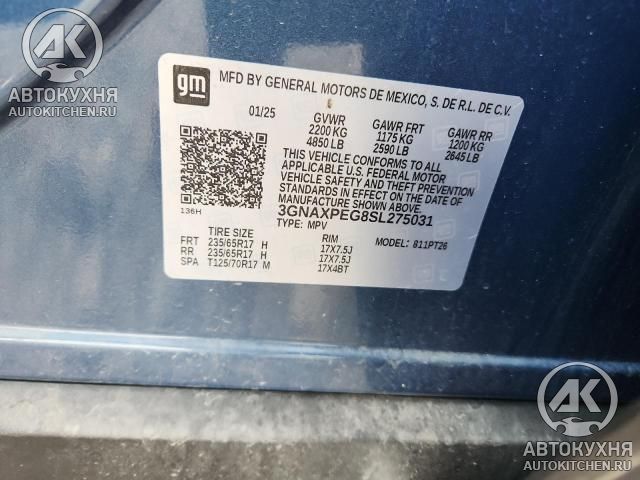 AK
АВТОКУХНЯ
AUTOKITCHEN.RU
gm
MFD BY GENERAL MOTORS DE MEXICO, S. DE R.L. DE C.V.
01/25 GVWR GAWR FRT GAWR RR
2200 KG 1175 KG 1200 KG
4850 LB 2590 LB 2645 LB
THIS VEHICLE CONFORMS TO ALL
APPLICABLE U.S. FEDERAL MOTOR
VEHICLE SAFETY AND THEFT PREVENTION
STANDARDS IN EFFECT ON THE DATE OF
MANUFACTURE SHOWN ABOVE.
3GNAXPEG8SL275031
136H
TYPE: MPV
TIRE SIZE RIM MODEL: 811PT26
FRT 235/65R17 H 17X7.5J
RR 235/65R17 H 17X7.5J
SPA T125/70R17 M 17X4BT
AK
АВТОКУХНЯ
AUTOKITCHEN.RU